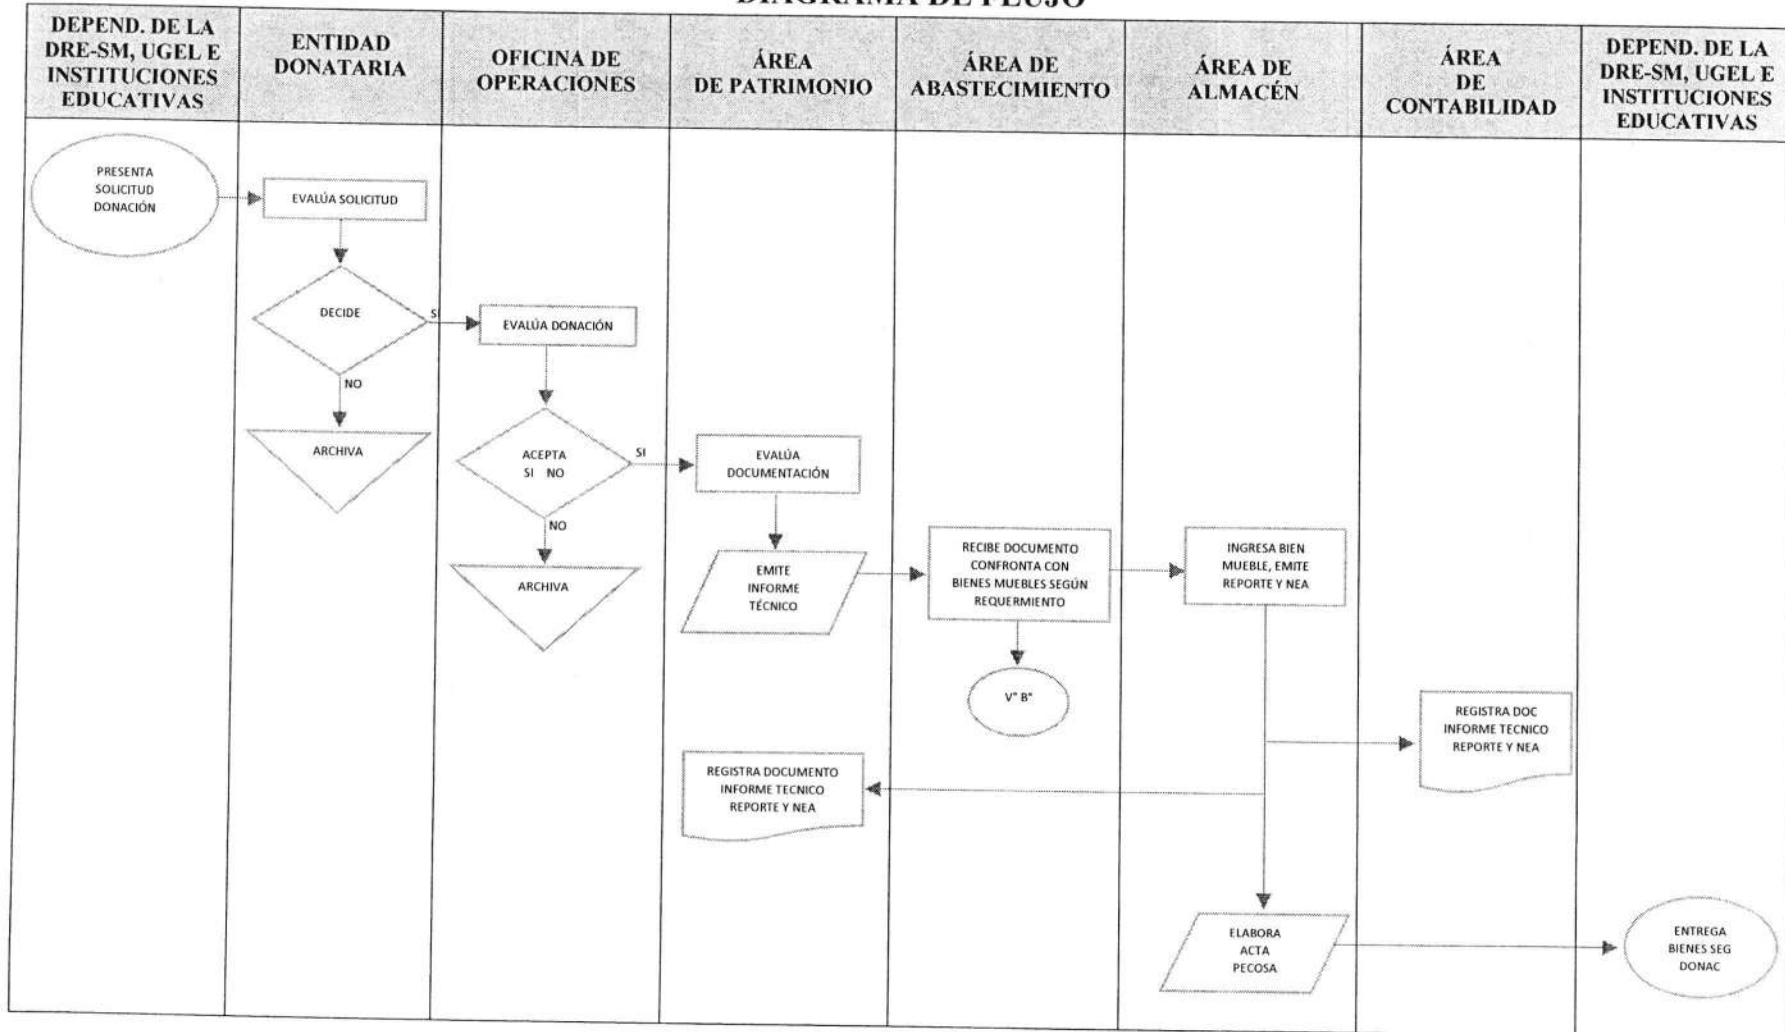 DIAGRAMA DE FLUJO
DEPEND. DE LA
DRE-SM, UGEL E
INSTITUCIONES
EDUCATIVAS
ENTIDAD
DONATARIA
OFICINA DE
OPERACIONES
ÁREA
DE PATRIMONIO
ÁREA DE
ABASTECIMIENTO
ÁREA DE
ALMACÉN
ÁREA
DE
CONTABILIDAD
DEPEND. DE LA
DRE-SM, UGEL E
INSTITUCIONES
EDUCATIVAS
PRESENTA
SOLICITUD
DONACIÓN
EVALÚA SOLICITUD
DECIDE
SI
NO
ARCHIVA
EVALÚA DONACIÓN
ACEPTA
SI NO
SI
NO
ARCHIVA
EVALÚA
DOCUMENTACIÓN
EMITE
INFORME
TÉCNICO
RECIBE DOCUMENTO
CONFRONTA CON
BIENES MUEBLES SEGÚN
REQUERMIENTO
V° B°
INGRESA BIEN
MUEBLE, EMITE
REPORTE Y NEA
REGISTRA DOC
INFORME TECNICO
REPORTE Y NEA
REGISTRA DOCUMENTO
INFORME TECNICO
REPORTE Y NEA
ELABORA
ACTA
PECOSA
ENTREGA
BIENES SEG
DONAC